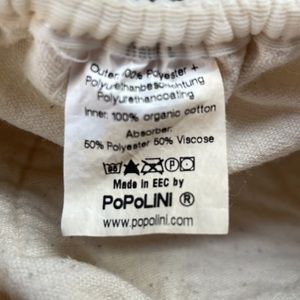 Outer: 100% Polyester +
Polyurethanbeschichtung
Polyurethancoating
Inner: 100% organic cotton
Absorber:
50% Polyester 50% Viscose
Made in EEC by
PoPoLiNi ®
www.popolini.com